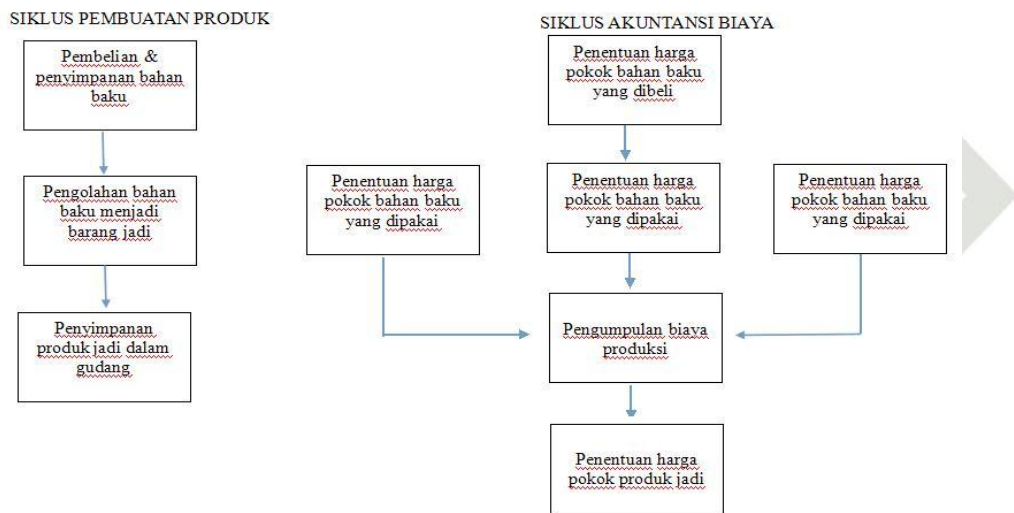 SIKLUS PEMBUATAN PRODUK
Pembelian &
penyimpanan bahan
baku
Pengolahan bahan
baku menjadi
barang jadi
Penyimpanan
produk jadi dalam
gudang
SIKLUS AKUNTANSI BIAYA
Penentuan harga
pokok bahan baku
yang dibeli
Penentuan harga
pokok bahan baku
yang dipakai
Penentuan harga
pokok bahan baku
yang dipakai
Penentuan harga
pokok bahan baku
yang dipakai
Pengumpulan biaya
produksi
Penentuan harga
pokok produk jadi